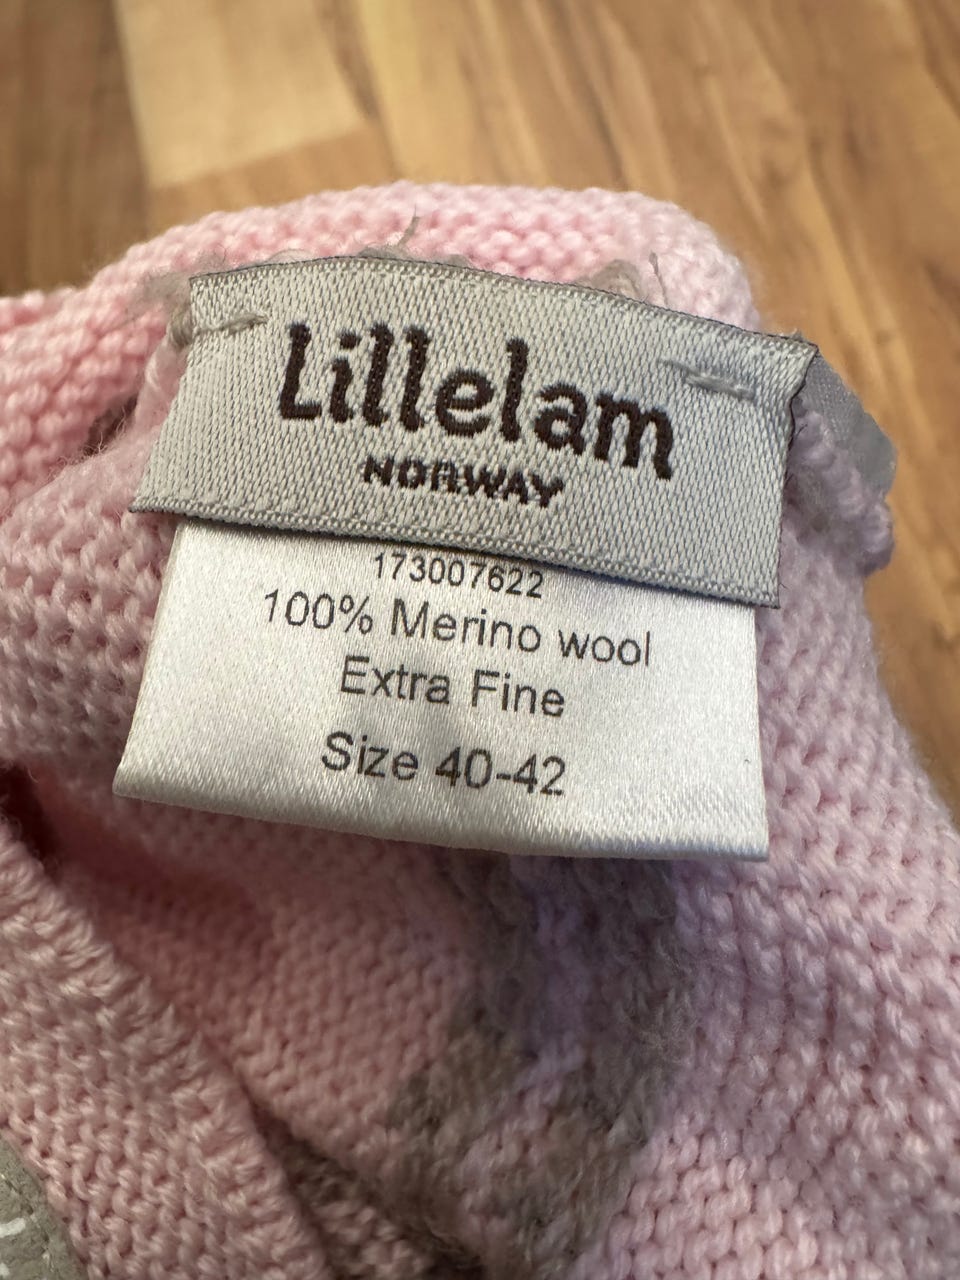 Lillelam
NORWAY
173007622
100% Merino wool
Extra Fine
Size 40-42